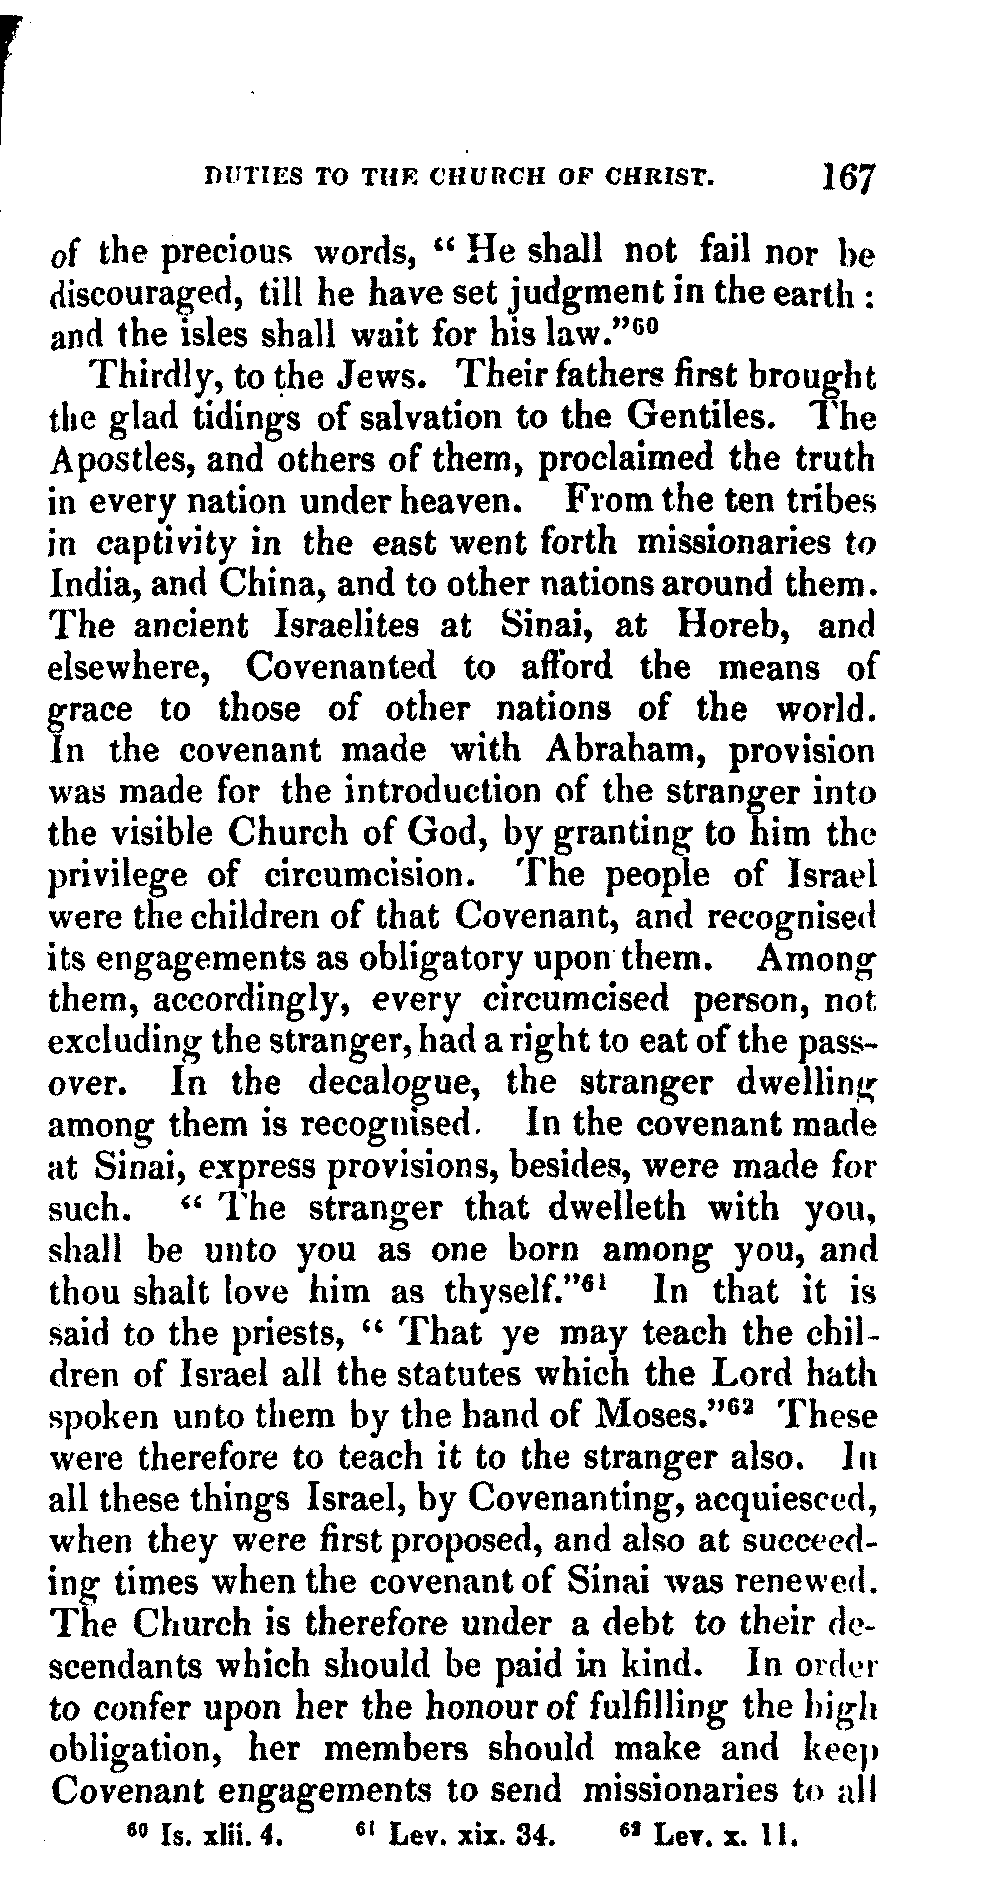 DUTIES TO THE CHURCH OF CHRIST. 167
of the precious words, “ He shall not fail nor be
discouraged, till he have set judgment in the earth :
and the isles shall wait for his law.”⁶⁰
Thirdly, to the Jews. Their fathers first brought
the glad tidings of salvation to the Gentiles. The
Apostles, and others of them, proclaimed the truth
in every nation under heaven. From the ten tribes
in captivity in the east went forth missionaries to
India, and China, and to other nations around them.
The ancient Israelites at Sinai, at Horeb, and
elsewhere, Covenanted to afford the means of
grace to those of other nations of the world.
In the covenant made with Abraham, provision
was made for the introduction of the stranger into
the visible Church of God, by granting to him the
privilege of circumcision. The people of Israel
were the children of that Covenant, and recognised
its engagements as obligatory upon them. Among
them, accordingly, every circumcised person, not
excluding the stranger, had a right to eat of the pass-
over. In the decalogue, the stranger dwelling
among them is recognised. In the covenant made
at Sinai, express provisions, besides, were made for
such. “ The stranger that dwelleth with you,
shall be unto you as one born among you, and
thou shalt love him as thyself.”⁶¹ In that it is
said to the priests, “ That ye may teach the chil-
dren of Israel all the statutes which the Lord hath
spoken unto them by the hand of Moses.”⁶² These
were therefore to teach it to the stranger also. In
all these things Israel, by Covenanting, acquiesced,
when they were first proposed, and also at succeed-
ing times when the covenant of Sinai was renewed.
The Church is therefore under a debt to their de-
scendants which should be paid in kind. In order
to confer upon her the honour of fulfilling the high
obligation, her members should make and keep
Covenant engagements to send missionaries to all
⁶⁰ Is. xlii. 4. ⁶¹ Lev. xix. 34. ⁶² Lev. x. 11.